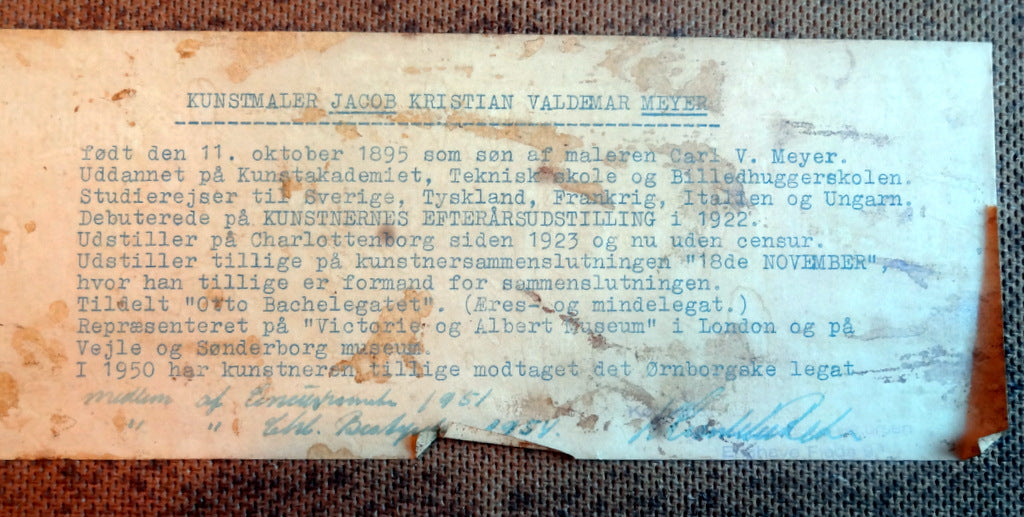 KUNSTMALER JACOB KRISTIAN VALDEMAR MEYER
født den 11. oktober 1895 som søn af maleren Carl V. Meyer.
Uddannet på Kunstakademiet, Teknisk skole og Billedhuggerskolen.
Studierejser til Sverige, Tyskland, Frankrig, Italien og Ungarn.
Debuterede på KUNSTNERNES EFTERÅRSUDSTILLING i 1922.
Udstiller på Charlottenborg siden 1923 og nu uden censur.
Udstiller tillige på kunstnersammenslutningen "18de NOVEMBER",
hvor han tillige er formand for sammenslutningen.
Tildelt "Otto Bachelegatet". (Æres- og mindelegat.)
Repræsenteret på "Victorie og Albert Museum" i London og på
Vejle og Sønderborg museum.
I 1950 har kunstneren tillige modtaget det Ørnborgske legat
medlem af 1951
" " 1954.